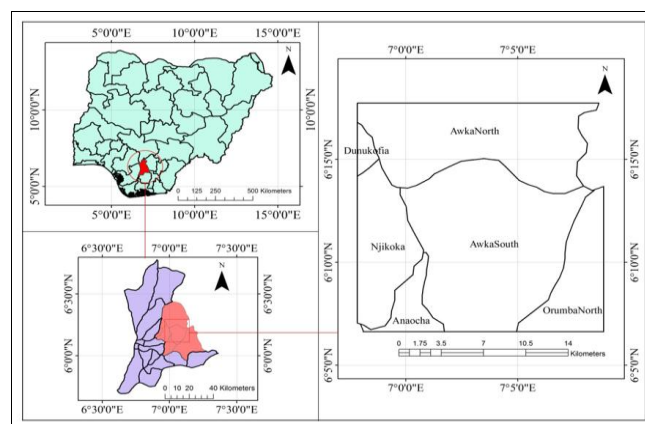 5°0'0"E 10°0'0"E 15°0'0"E
N
10°0'0"N
10°0'0"N
5°0'0"N
5°0'0"N
0 125 250 500 Kilometers
5°0'0"E 10°0'0"E 15°0'0"E
6°30'0"E 7°0'0"E 7°30'0"E
N
6°30'0"N
6°30'0"N
6°0'0"N
6°0'0"N
0 10 20 40 Kilometers
6°30'0"E 7°0'0"E 7°30'0"E
7°0'0"E 7°5'0"E
N
AwkaNorth
Dunukofia
6°15'0"N
6°15'0"N
Njikoka
AwkaSouth
6°10'0"N
6°10'0"N
OrumbaNorth
Anaocha
0 1.75 3.5 7 10.5 14
Kilometers
6°5'0"N
6°5'0"N
7°0'0"E 7°5'0"E